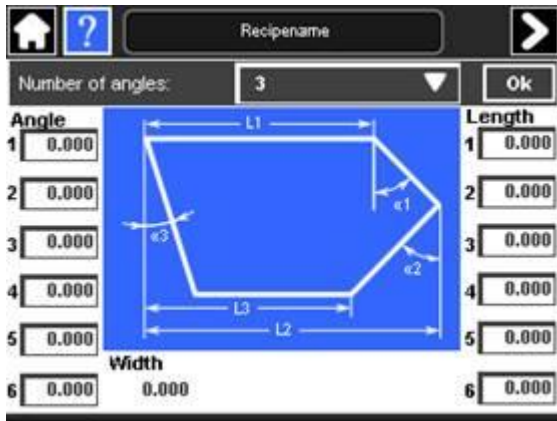 ?
Recipename
Number of angles: 3 Ok
Angle
Length
1 0.000
2 0.000
3 0.000
4 0.000
5 0.000
6 0.000
L1
α1
α2
α3
L3
L2
Width
0.000
1 0.000
2 0.000
3 0.000
4 0.000
5 0.000
6 0.000